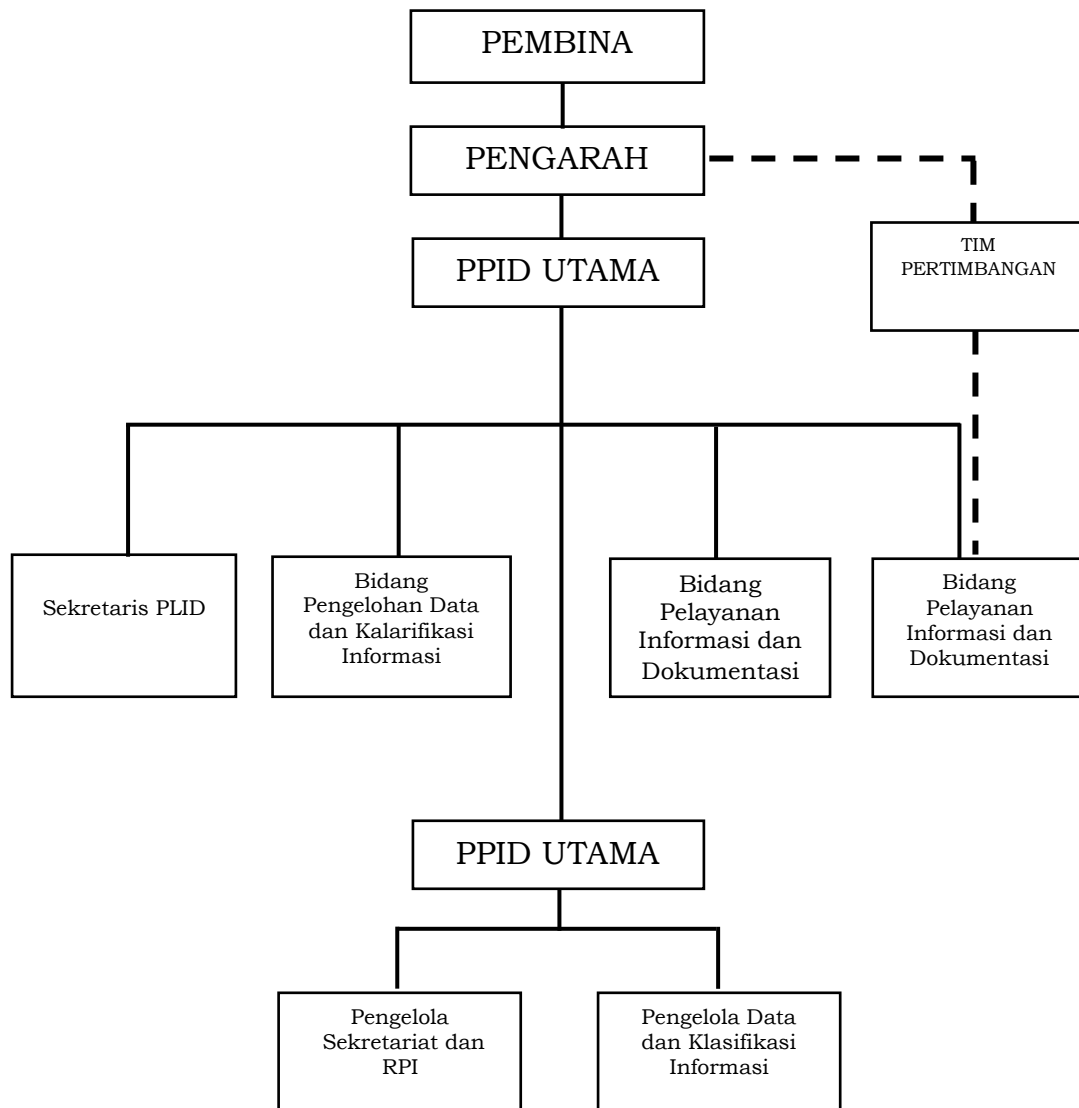 PEMBINA
PENGARAH
PPID UTAMA
TIM
PERTIMBANGAN
Sekretaris PLID
Bidang
Pengelohan Data
dan Kalarifikasi
Informasi
Bidang
Pelayanan
Informasi dan
Dokumentasi
Bidang
Pelayanan
Informasi dan
Dokumentasi
PPID UTAMA
Pengelola
Sekretariat dan
RPI
Pengelola Data
dan Klasifikasi
Informasi